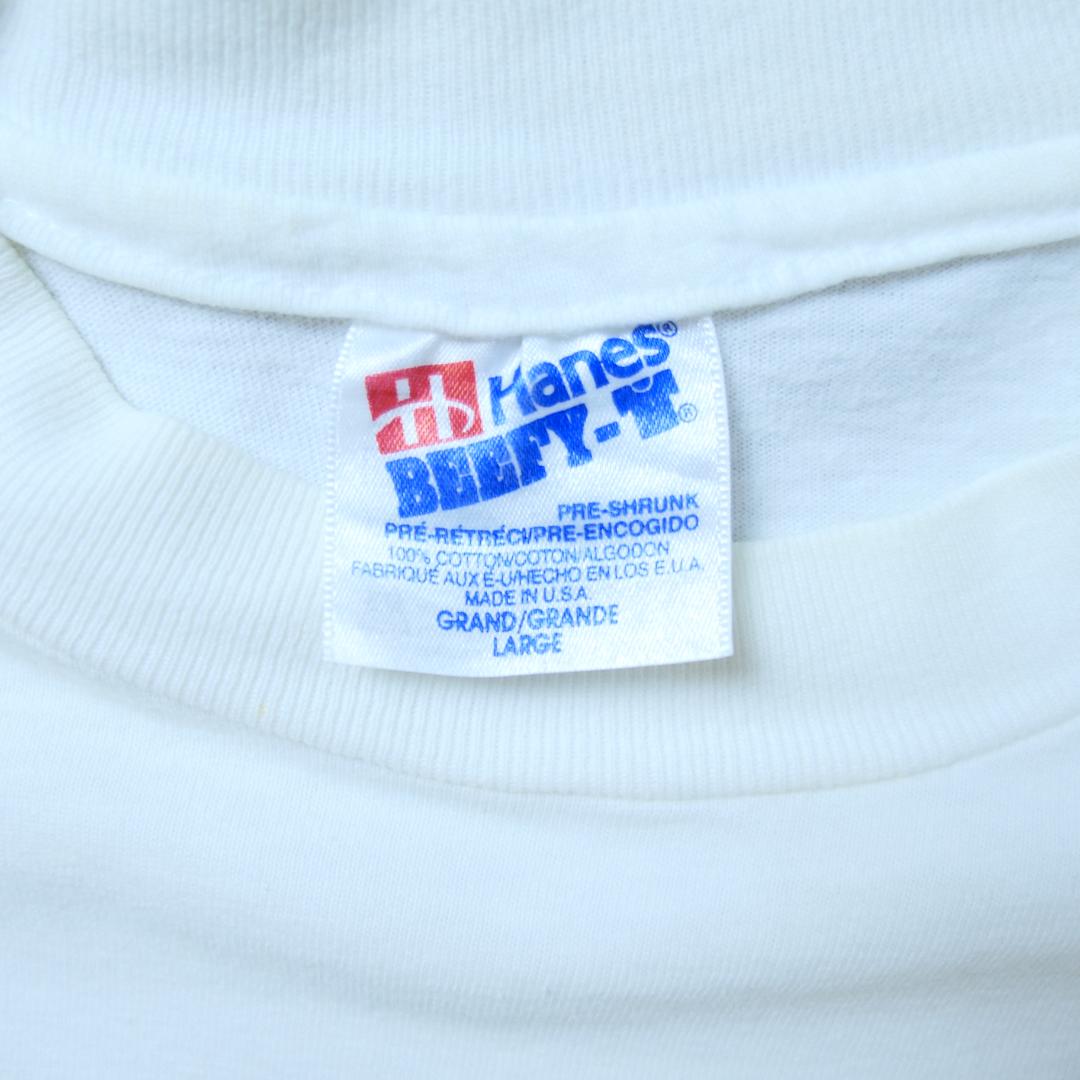 Hanes®
BEEFY-T®
PRE-SHRUNK
PRÉ-RÉTRÉCI/PRE-ENCOGIDO
100% COTTON/COTON/ALGODON
FABRIQUÉ AUX É-U/HECHO EN LOS E.U.A.
MADE IN U.S.A.
GRAND/GRANDE
LARGE